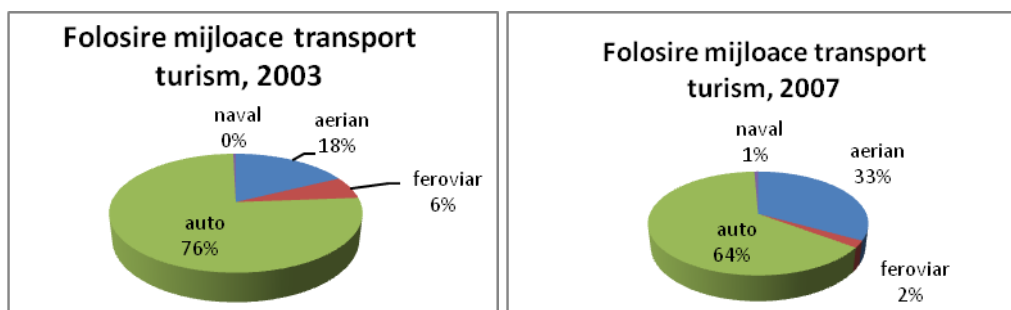 Folosire mijloace transport
turism, 2003
naval
0%
aerian
18%
feroviar
6%
auto
76%
Folosire mijloace transport
turism, 2007
naval
1%
aerian
33%
auto
64%
feroviar
2%